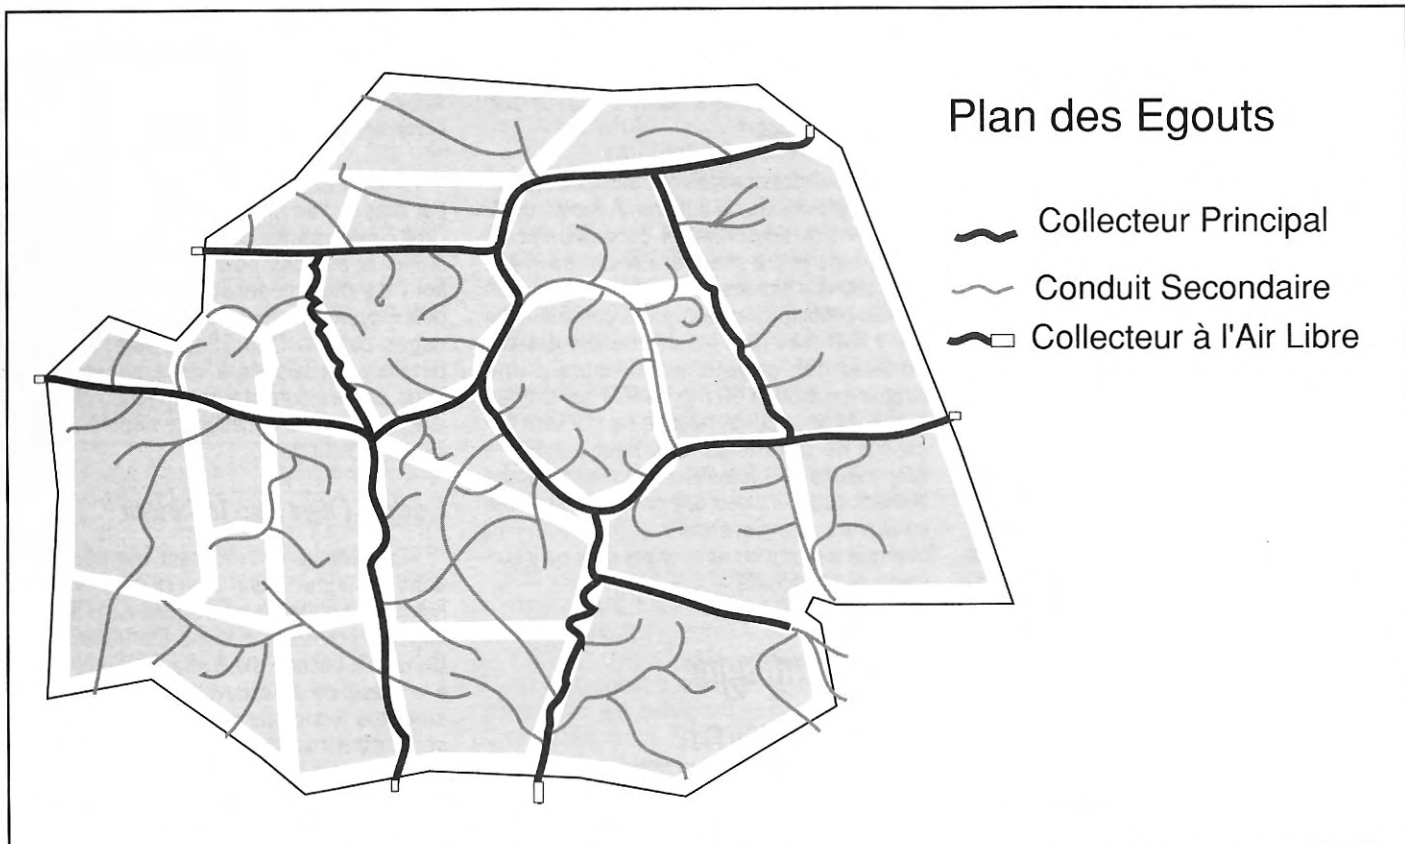 Plan des Egouts
Collecteur Principal
Conduit Secondaire
Collecteur à l'Air Libre